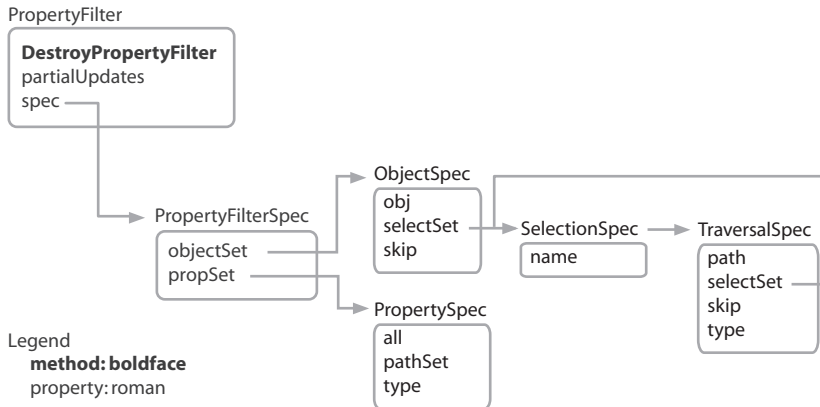 PropertyFilter
DestroyPropertyFilter
partialUpdates
spec
PropertyFilterSpec
objectSet
propSet
ObjectSpec
obj
selectSet
skip
SelectionSpec
name
TraversalSpec
path
selectSet
skip
type
PropertySpec
all
pathSet
type
Legend
method: boldface
property: roman